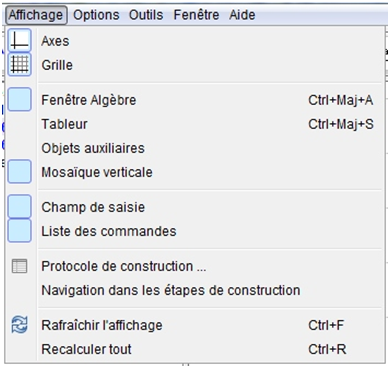 Affichage Options Outils Fenêtre Aide
Axes
Grille
Fenêtre Algèbre Ctrl+Maj+A
Tableur Ctrl+Maj+S
Objets auxiliaires
Mosaïque verticale
Champ de saisie
Liste des commandes
Protocole de construction ...
Navigation dans les étapes de construction
Rafraîchir l'affichage Ctrl+F
Recalculer tout Ctrl+R